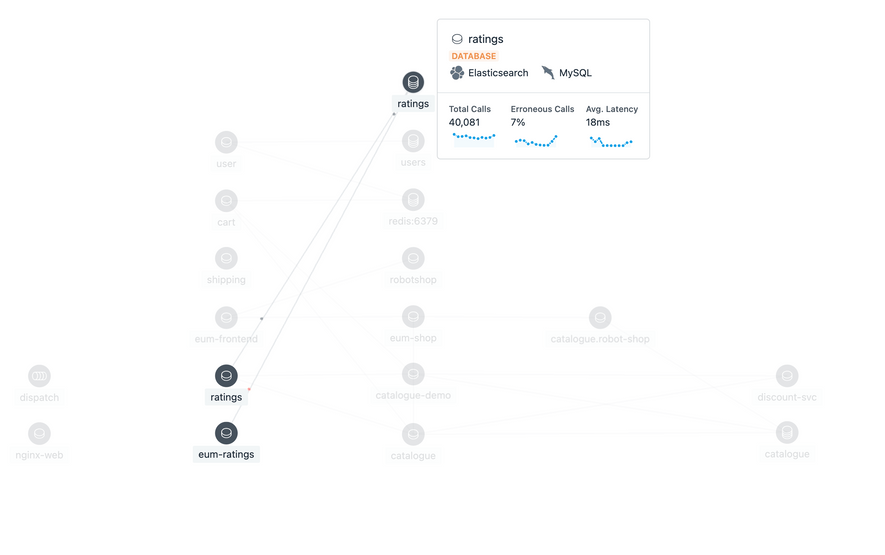 ratings
DATABASE
Elasticsearch
MySQL
Total Calls
Erroneous Calls
Avg. Latency
40,081
7%
18ms
ratings
user
users
cart
redis:6379
shipping
robotshop
eum-frontend
eum-shop
catalogue.robot-shop
dispatch
ratings
catalogue-demo
discount-svc
nginx-web
eum-ratings
catalogue
catalogue